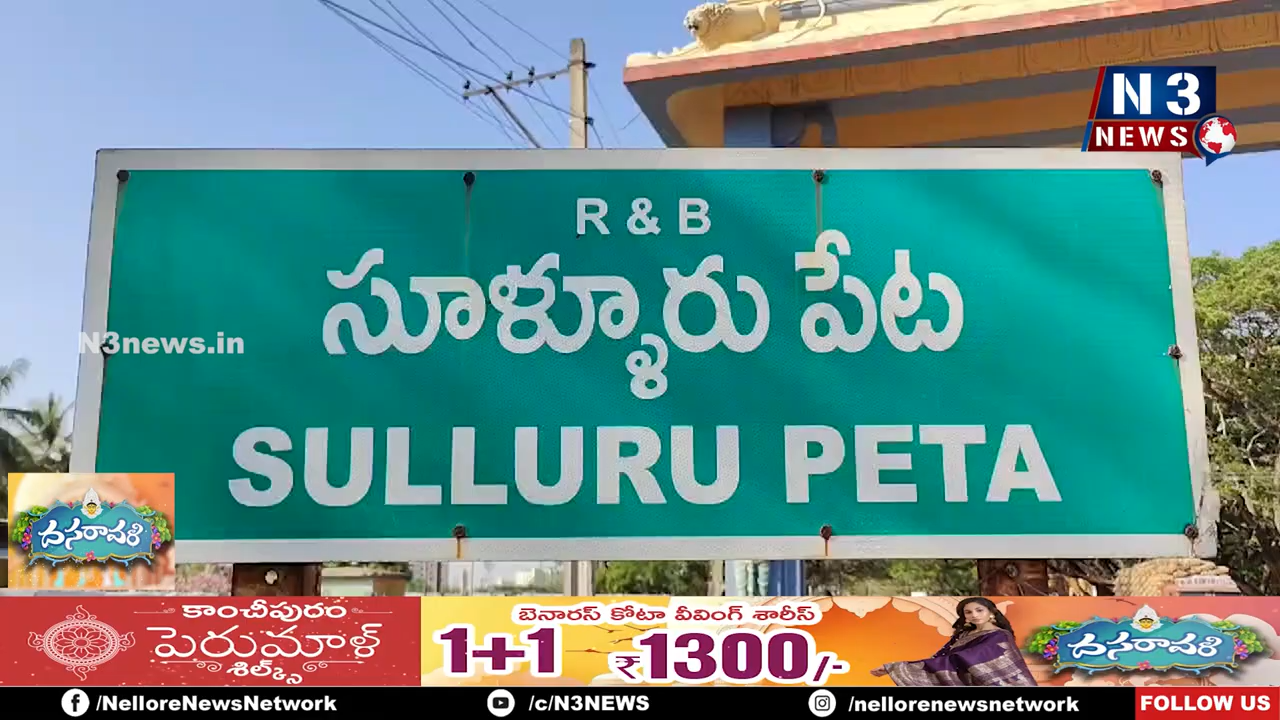 N3
NEWS
R & B
సూళ్ళూరు పేట
SULLURU PETA
N3news.in
దసరావళి
కాంచీపురం
పెరుమాళ్
శిల్క్స్
బెనారస్ కోటా వీవింగ్ శారీస్
1+1 ₹1300/-
దసరావళి
/NelloreNewsNetwork /c/N3NEWS /nellorenewsnetwork FOLLOW US